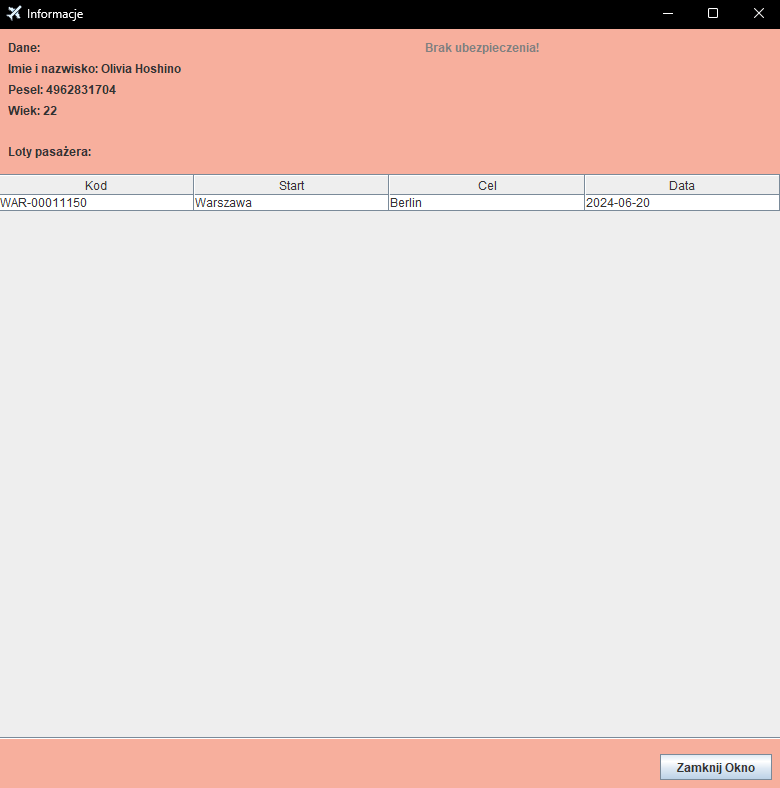 Informacje
Dane:
Brak ubezpieczenia!
Imie i nazwisko: Olivia Hoshino
Pesel: 4962831704
Wiek: 22
Loty pasażera:
Kod Start Cel Data
WAR-00011150 Warszawa Berlin 2024-06-20
Zamknij Okno